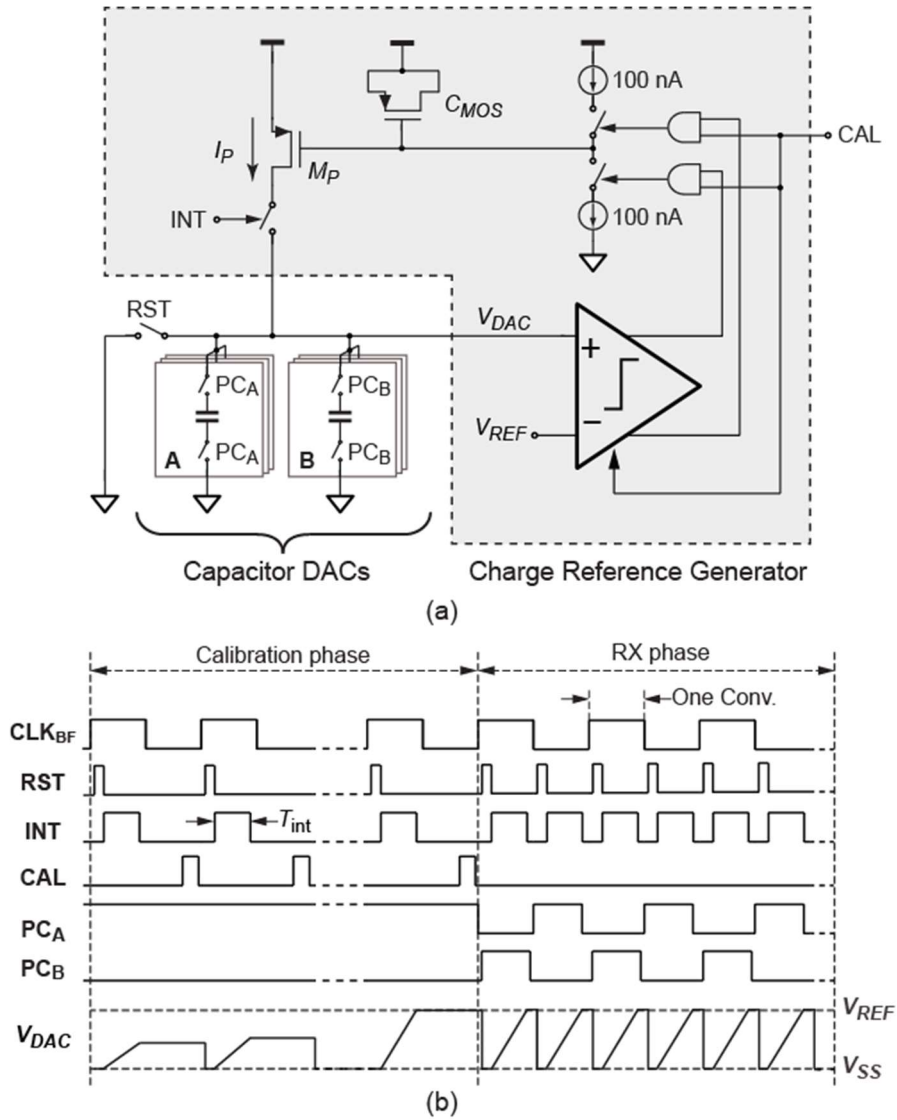 100 nA
C_MOS
I_P
M_P
CAL
INT
100 nA
RST
V_DAC
+
PC_A
PC_B
V_REF
−
PC_A
PC_B
A
B
Capacitor DACs
Charge Reference Generator
(a)
Calibration phase
RX phase
One Conv.
CLK_BF
RST
INT
T_int
CAL
PC_A
PC_B
V_REF
V_DAC
V_SS
(b)